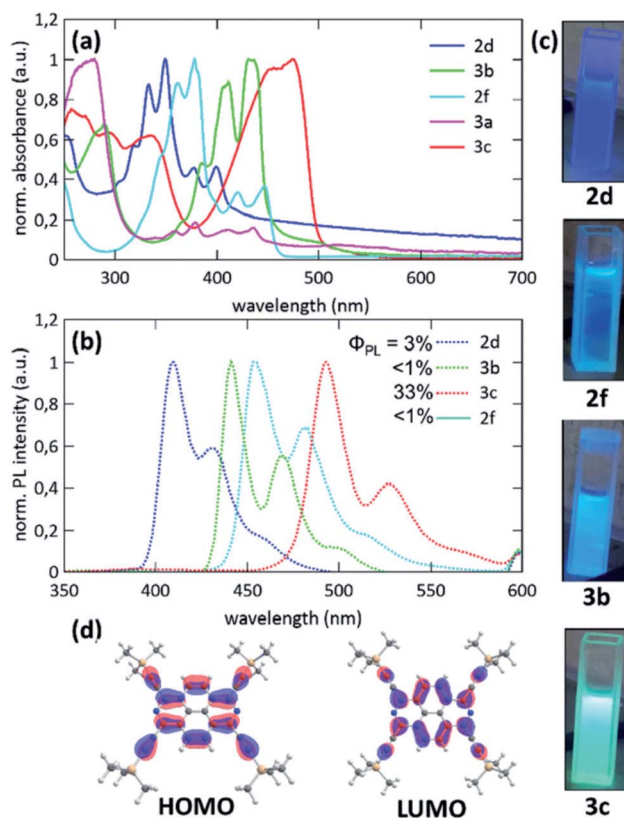 (a)
norm. absorbance (a.u.)
1,2
1
0,8
0,6
0,4
0,2
0
300 400 500 600 700
wavelength (nm)
2d
3b
2f
3a
3c
(b)
norm. PL intensity (a.u.)
1,2
1
0,8
0,6
0,4
0,2
0
350 400 450 500 550 600
wavelength (nm)
Φ_PL = 3% 2d
<1% 3b
33% 3c
<1% 2f
(c)
2d
2f
3b
3c
(d)
HOMO
LUMO